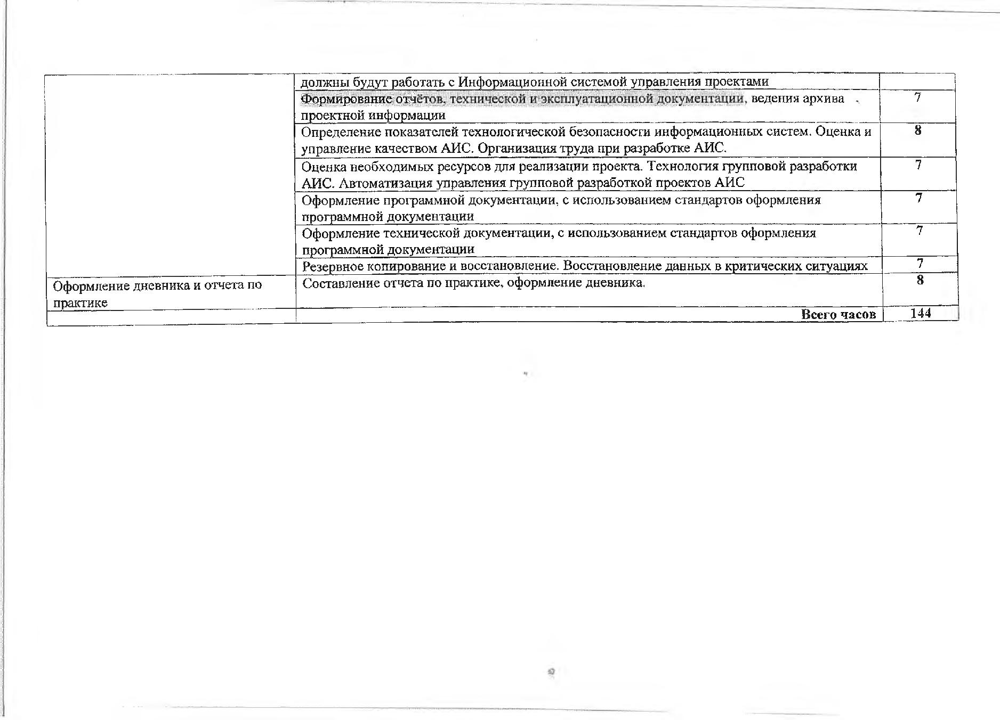 должны будут работать с Информационной системой управления проектами
Формирование отчётов, технической и эксплуатационной документации, ведения архива 7
проектной информации
Определение показателей технологической безопасности информационных систем. Оценка и 8
управление качеством АИС. Организация труда при разработке АИС.
Оценка необходимых ресурсов для реализации проекта. Технология групповой разработки 7
АИС. Автоматизация управления групповой разработкой проектов АИС
Оформление программной документации, с использованием стандартов оформления 7
программной документации
Оформление технической документации, с использованием стандартов оформления 7
программной документации
Резервное копирование и восстановление. Восстановление данных в критических ситуациях 7
Оформление дневника и отчета по Составление отчета по практике, оформление дневника. 8
практике
Всего часов 144